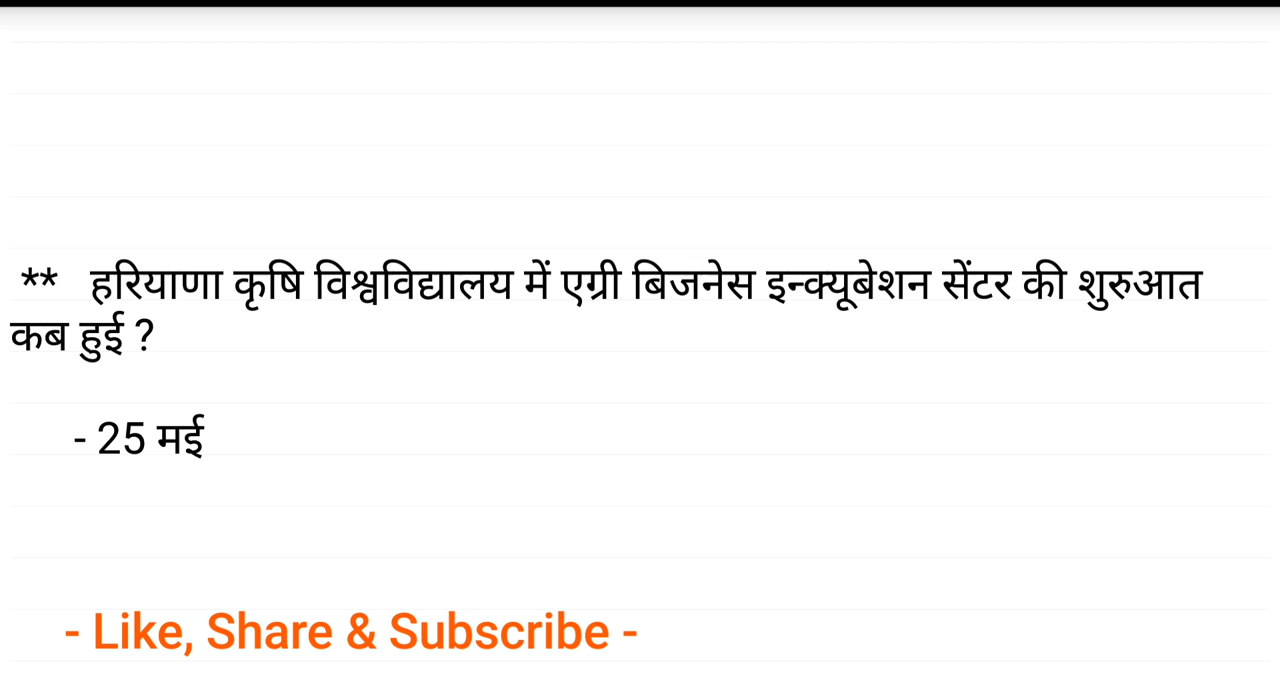 ** हरियाणा कृषि विश्वविद्यालय में एग्री बिजनेस इन्क्यूबेशन सेंटर की शुरुआत
कब हुई ?
- 25 मई
- Like, Share & Subscribe -